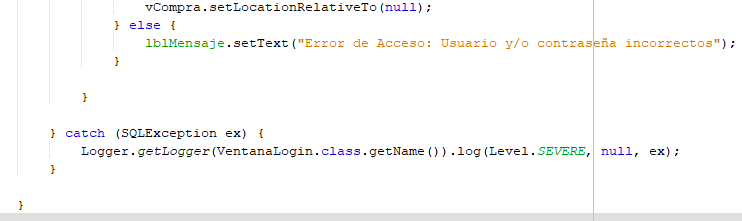 vCompra.setLocationRelativeTo(null);
} else {
lblMensaje.setText("Error de Acceso: Usuario y/o contraseña incorrectos");
}
}
} catch (SQLException ex) {
Logger.getLogger(VentanaLogin.class.getName()).log(Level.SEVERE, null, ex);
}
}